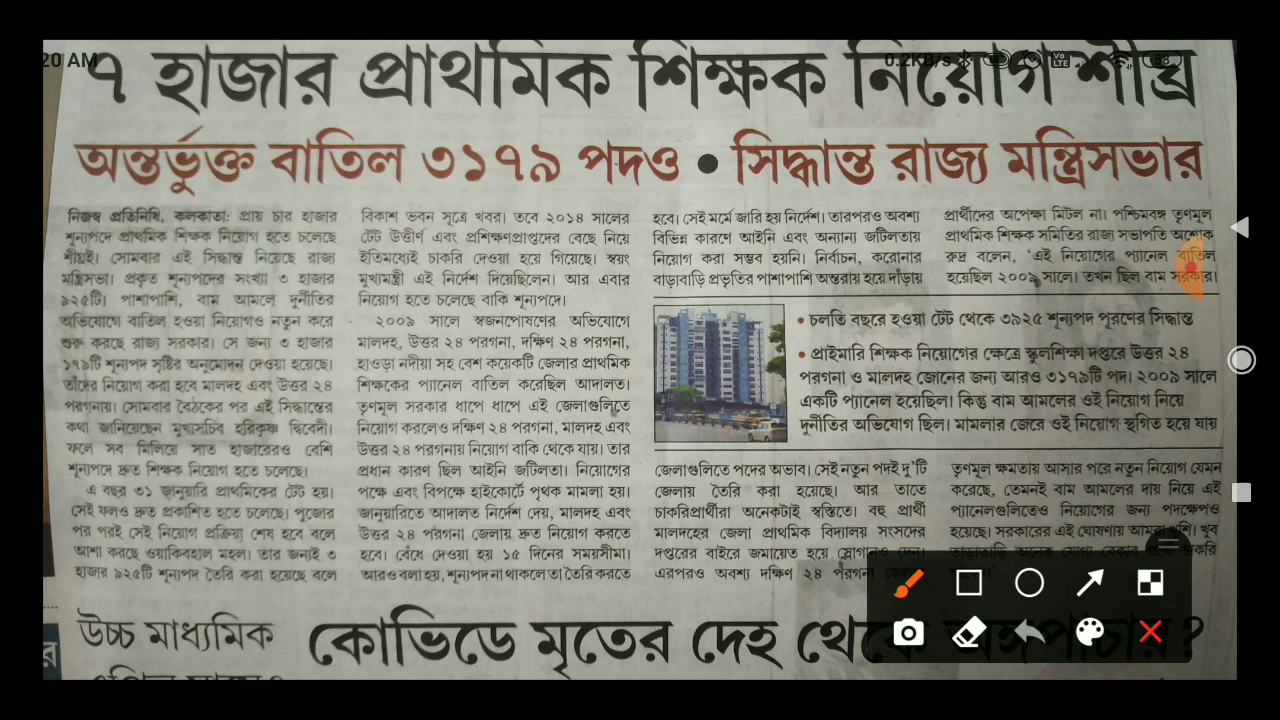 20 AM
0.2KB/s
58
৭ হাজার প্রাথমিক শিক্ষক নিয়োগ শীঘ্র
অন্তর্ভুক্ত বাতিল ৩১৭৯ পদও • সিদ্ধান্ত রাজ্য মন্ত্রিসভার
নিজস্ব প্রতিনিধি, কলকাতা: প্রায় চার হাজার
শূন্যপদে প্রাথমিক শিক্ষক নিয়োগ হতে চলেছে
শীঘ্রই। সোমবার এই সিদ্ধান্ত নিয়েছে রাজ্য
মন্ত্রিসভা। প্রকৃত শূন্যপদের সংখ্যা ৩ হাজার
৯২৫টি। পাশাপাশি, বাম আমলে দুর্নীতির
অভিযোগে বাতিল হওয়া নিয়োগও নতুন করে
শুরু করছে রাজ্য সরকার। সে জন্য ৩ হাজার
১৭৯টি শূন্যপদ সৃষ্টির অনুমোদন দেওয়া হয়েছে।
তাঁদের নিয়োগ করা হবে মালদহ এবং উত্তর ২৪
পরগনায়। সোমবার বৈঠকের পর এই সিদ্ধান্তের
কথা জানিয়েছেন মুখ্যসচিব হরিকৃষ্ণ দ্বিবেদী।
ফলে সব মিলিয়ে সাত হাজারেরও বেশি
শূন্যপদে দ্রুত শিক্ষক নিয়োগ হতে চলেছে।
এ বছর ৩১ জানুয়ারি প্রাথমিকের টেট হয়।
সেই ফলও দ্রুত প্রকাশিত হতে চলেছে। পুজোর
পর পরই সেই নিয়োগ প্রক্রিয়া শেষ হবে বলে
আশা করছে ওয়াকিবহাল মহল। তার জন্যই ৩
হাজার ৯২৫টি শূন্যপদ তৈরি করা হয়েছে বলে
বিকাশ ভবন সূত্রে খবর। তবে ২০১৪ সালের
টেট উত্তীর্ণ এবং প্রশিক্ষণপ্রাপ্তদের বেছে নিয়ে
ইতিমধ্যেই চাকরি দেওয়া হয়ে গিয়েছে। স্বয়ং
মুখ্যমন্ত্রী এই নির্দেশ দিয়েছিলেন। আর এবার
নিয়োগ হতে চলেছে বাকি শূন্যপদে।
২০০৯ সালে স্বজনপোষণের অভিযোগে
মালদহ, উত্তর ২৪ পরগনা, দক্ষিণ ২৪ পরগনা,
হাওড়া নদীয়া সহ বেশ কয়েকটি জেলার প্রাথমিক
শিক্ষকের প্যানেল বাতিল করেছিল আদালত।
তৃণমূল সরকার ধাপে ধাপে এই জেলাগুলিতে
নিয়োগ করলেও দক্ষিণ ২৪ পরগনা, মালদহ এবং
উত্তর ২৪ পরগনায় নিয়োগ বাকি থেকে যায়। তার
প্রধান কারণ ছিল আইনি জটিলতা। নিয়োগের
পক্ষে এবং বিপক্ষে হাইকোর্টে পৃথক মামলা হয়।
জানুয়ারিতে আদালত নির্দেশ দেয়, মালদহ এবং
উত্তর ২৪ পরগনা জেলায় দ্রুত নিয়োগ করতে
হবে। বেঁধে দেওয়া হয় ১৫ দিনের সময়সীমা।
আরও বলা হয়, শূন্যপদ না থাকলে তা তৈরি করতে
হবে। সেই মর্মে জারি হয় নির্দেশ। তারপরও অবশ্য
বিভিন্ন কারণে আইনি এবং অন্যান্য জটিলতায়
নিয়োগ করা সম্ভব হয়নি। নির্বাচন, করোনার
বাড়াবাড়ি প্রভৃতির পাশাপাশি অন্তরায় হয়ে দাঁড়ায়
প্রার্থীদের অপেক্ষা মিটল না। পশ্চিমবঙ্গ তৃণমূল
প্রাথমিক শিক্ষক সমিতির রাজ্য সভাপতি অশোক
রুদ্র বলেন, ‘এই নিয়োগের প্যানেল বাতিল
হয়েছিল ২০০৯ সালে। তখন ছিল বাম সরকার।
• চলতি বছরে হওয়া টেট থেকে ৩৯২৫ শূন্যপদ পূরণের সিদ্ধান্ত
• প্রাইমারি শিক্ষক নিয়োগের ক্ষেত্রে স্কুলশিক্ষা দপ্তরে উত্তর ২৪
পরগনা ও মালদহ জোনের জন্য আরও ৩১৭৯টি পদ। ২০০৯ সালে
একটি প্যানেল হয়েছিল। কিন্তু বাম আমলের ওই নিয়োগ নিয়ে
দুর্নীতির অভিযোগ ছিল। মামলার জেরে ওই নিয়োগ স্থগিত হয়ে যায়
জেলাগুলিতে পদের অভাব। সেই নতুন পদই দু’টি
জেলায় তৈরি করা হয়েছে। আর তাতে
চাকরিপ্রার্থীরা অনেকটাই স্বস্তিতে। বহু প্রার্থী
মালদহের জেলা প্রাথমিক বিদ্যালয় সংসদের
দপ্তরের বাইরে জমায়েত হয়ে স্লোগানও দেন।
এরপরও অবশ্য দক্ষিণ ২৪ পরগনা জেলার
তৃণমূল ক্ষমতায় আসার পরে নতুন নিয়োগ যেমন
করেছে, তেমনই বাম আমলের দায় নিয়ে এই
প্যানেলগুলিতেও নিয়োগের জন্য পদক্ষেপও
হয়েছে। সরকারের এই ঘোষণায় আমরা খুশি। খুব
তাড়াতাড়ি অনেক যোগ্য বেকার চাকরি
উচ্চ মাধ্যমিক
কোভিডে মৃতের দেহ থেকে অঙ্গপাচার?